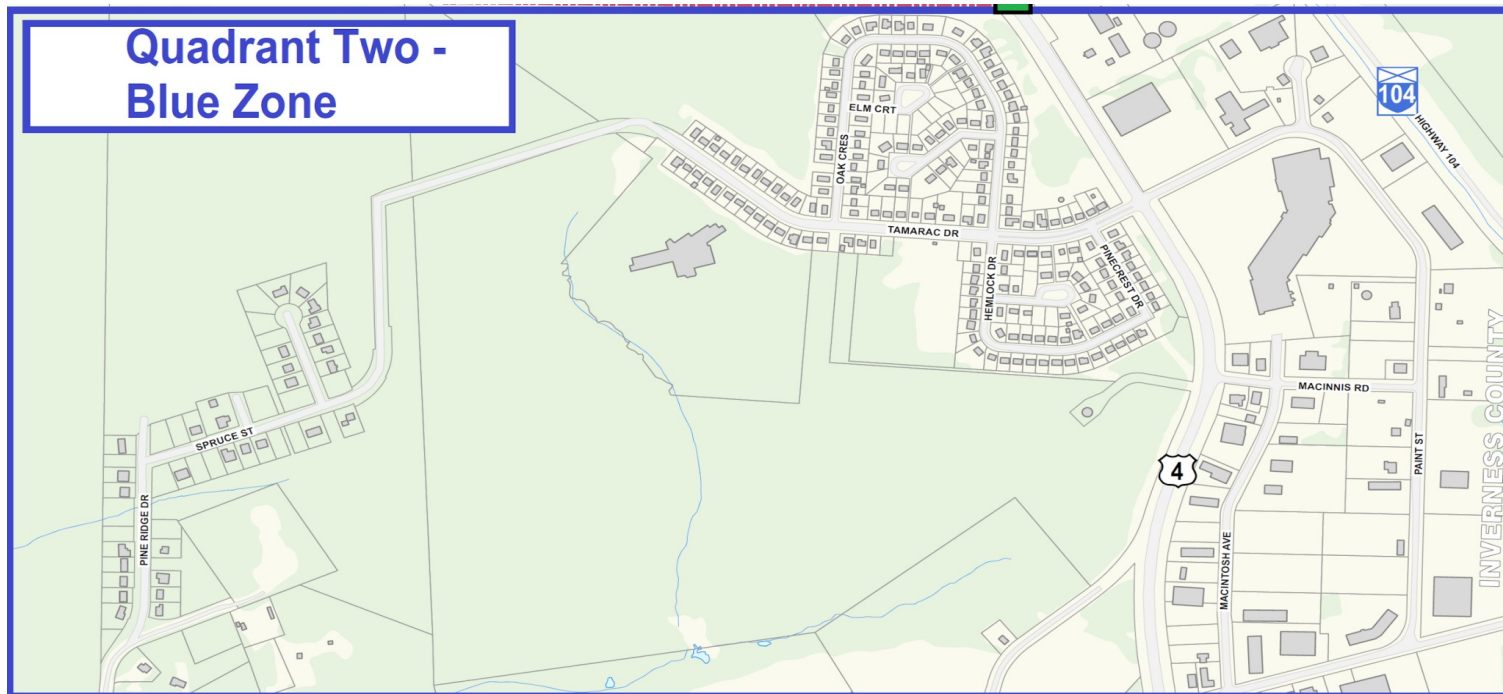 Quadrant Two -
Blue Zone
104
HIGHWAY 104
ELM CRT
OAK CRES
TAMARAC DR
PINECREST DR
HEMLOCK DR
MACINNIS RD
SPRUCE ST
PINE RIDGE DR
4
PAINT ST
MACINTOSH AVE
INVERNESS COUNTY